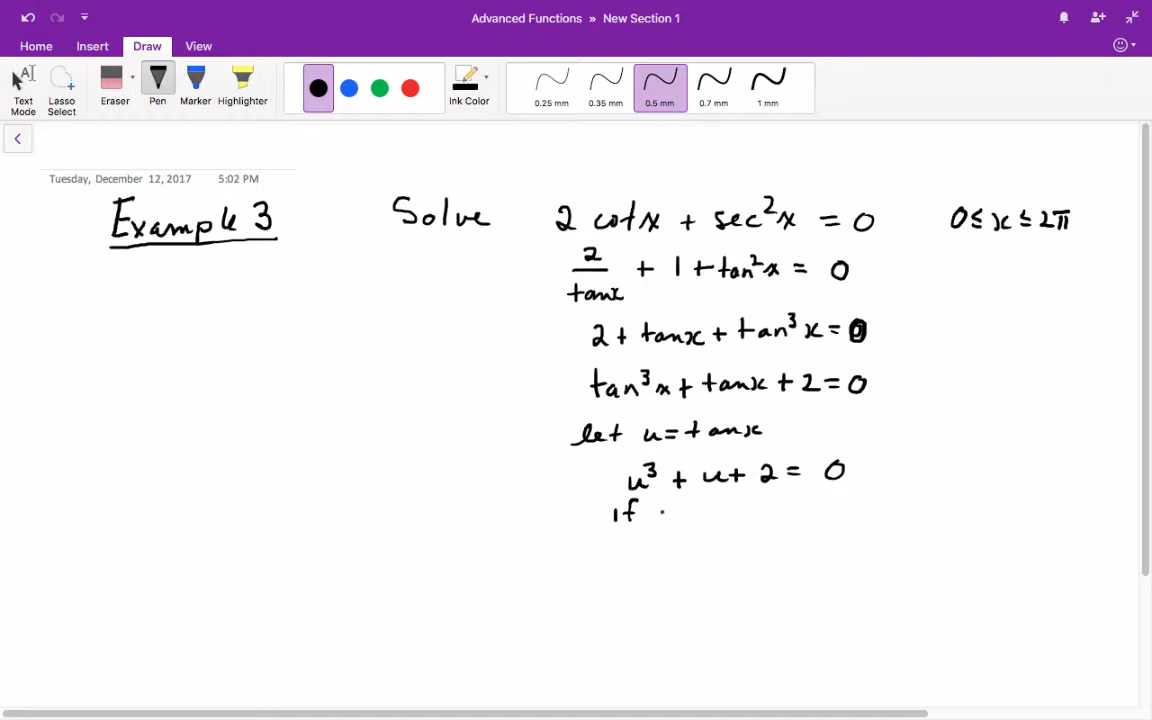 Advanced Functions » New Section 1
Home Insert Draw View
Text Mode Lasso Select Eraser Pen Marker Highlighter Ink Color 0.25 mm 0.35 mm 0.5 mm 0.7 mm 1 mm
Tuesday, December 12, 2017 5:02 PM
Example 3 Solve 2 cotx + sec²x = 0 0≤x≤2π
2/tanx + 1 + tan²x = 0
2 + tanx + tan³x = 0
tan³x + tanx + 2 = 0
let u = tanx
u³ + u + 2 = 0
if